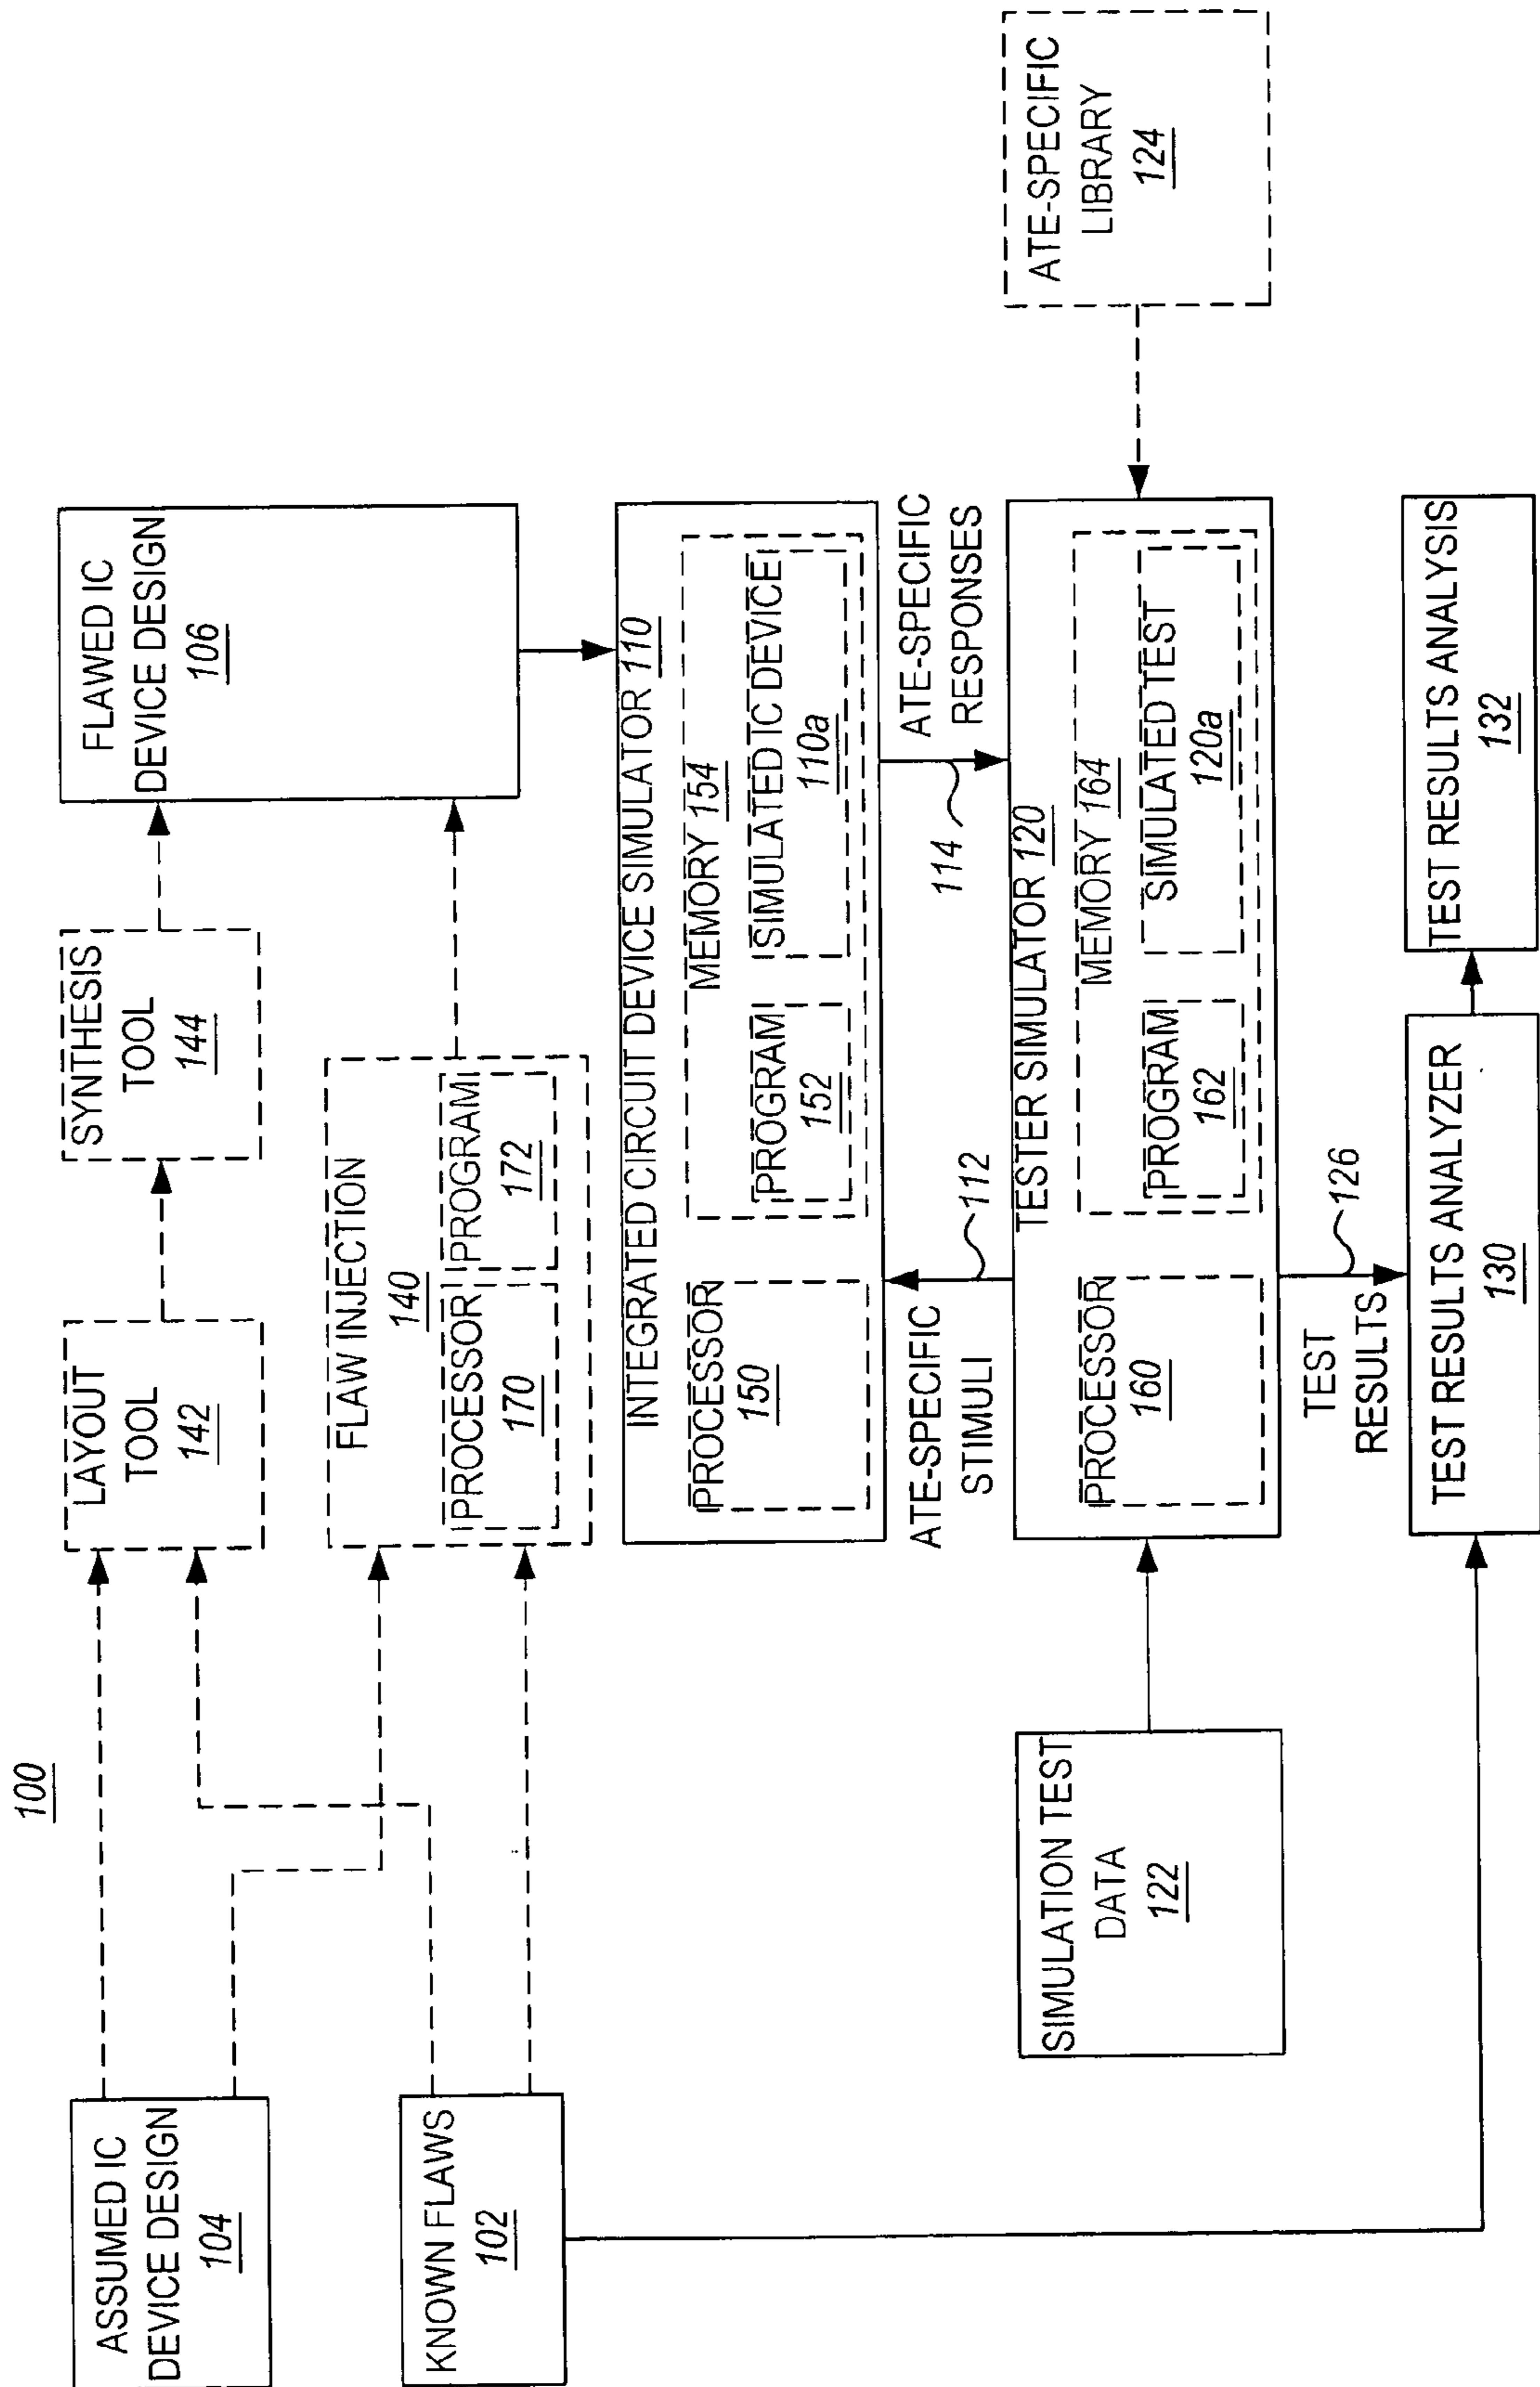 100
ASSUMED IC
DEVICE DESIGN
104
KNOWN FLAWS
102
LAYOUT
TOOL
142
SYNTHESIS
TOOL
144
FLAW INJECTION
140
PROCESSOR
170
PROGRAM
172
FLAWED IC
DEVICE DESIGN
106
INTEGRATED CIRCUIT DEVICE SIMULATOR 110
PROCESSOR
150
MEMORY 154
PROGRAM
152
SIMULATED IC DEVICE
110a
ATE-SPECIFIC
STIMULI
112
114
ATE-SPECIFIC
RESPONSES
SIMULATION TEST
DATA
122
TESTER SIMULATOR 120
PROCESSOR
160
MEMORY 164
PROGRAM
162
SIMULATED TEST
120a
ATE-SPECIFIC
LIBRARY
124
TEST
RESULTS
126
TEST RESULTS ANALYZER
130
TEST RESULTS ANALYSIS
132